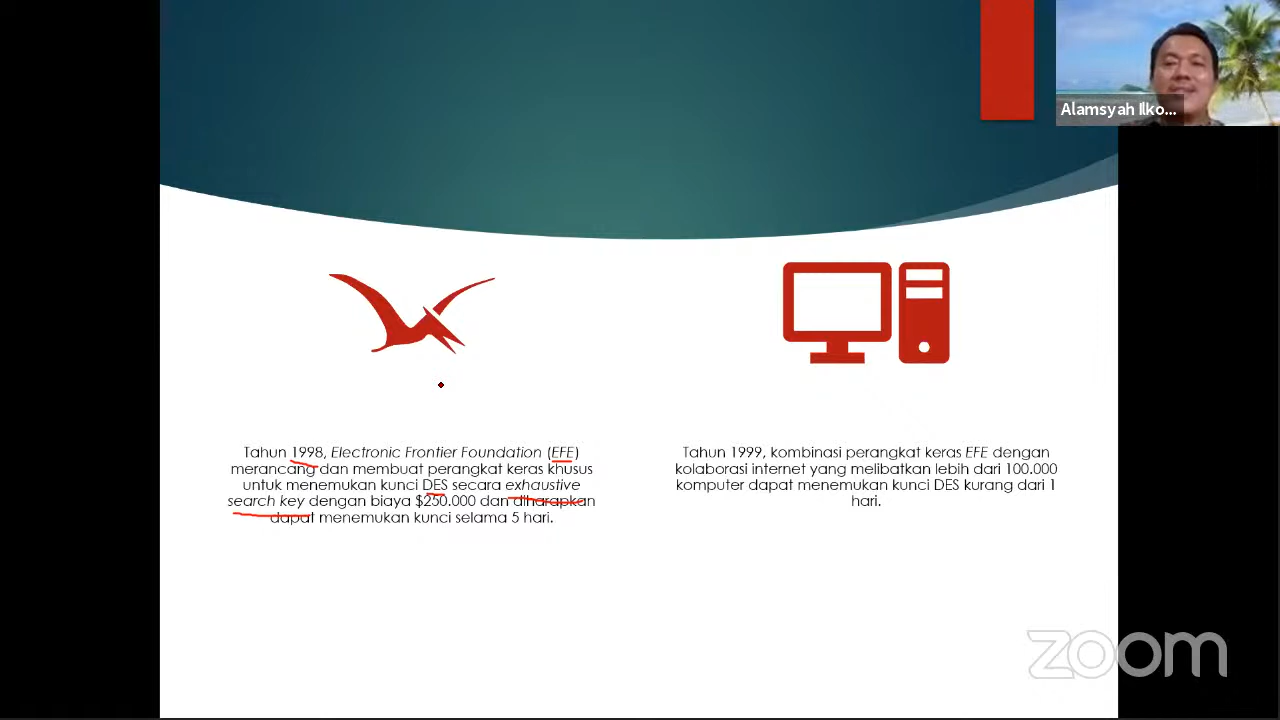 Alamsyah Ilko...
Tahun 1998, Electronic Frontier Foundation (EFE)
merancang dan membuat perangkat keras khusus
untuk menemukan kunci DES secara exhaustive
search key dengan biaya $250.000 dan diharapkan
dapat menemukan kunci selama 5 hari.
Tahun 1999, kombinasi perangkat keras EFE dengan
kolaborasi internet yang melibatkan lebih dari 100.000
komputer dapat menemukan kunci DES kurang dari 1
hari.
zoom